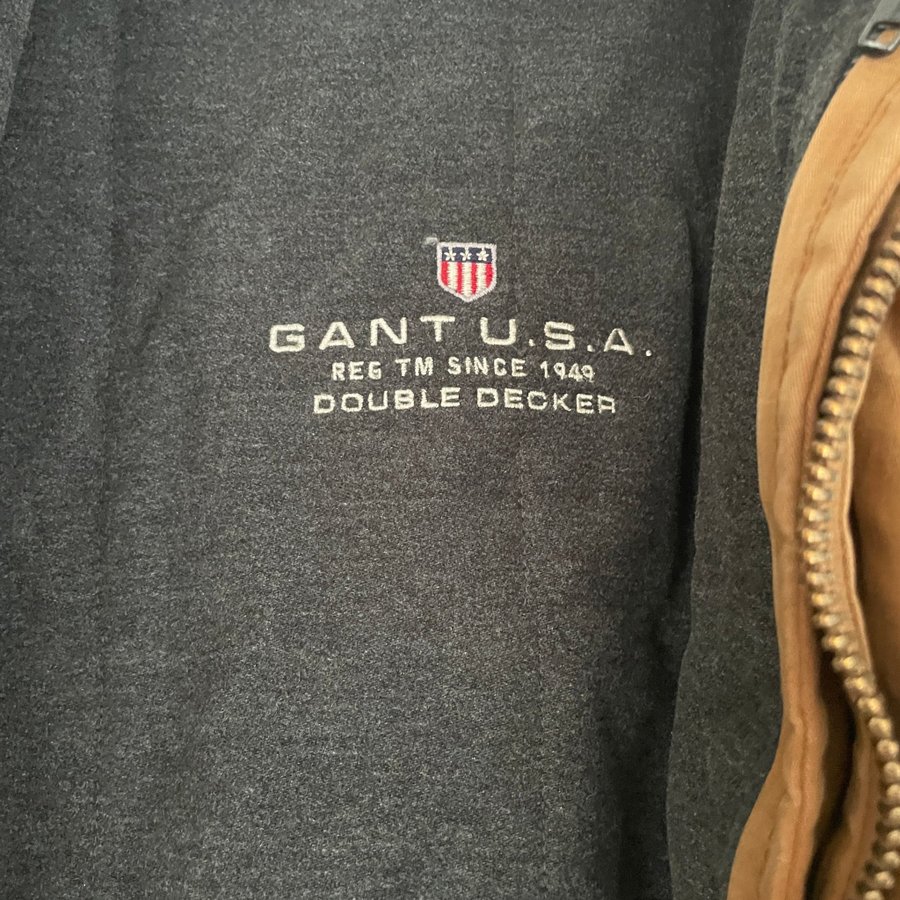 GANT U.S.A.
REG TM SINCE 1949
DOUBLE DECKER